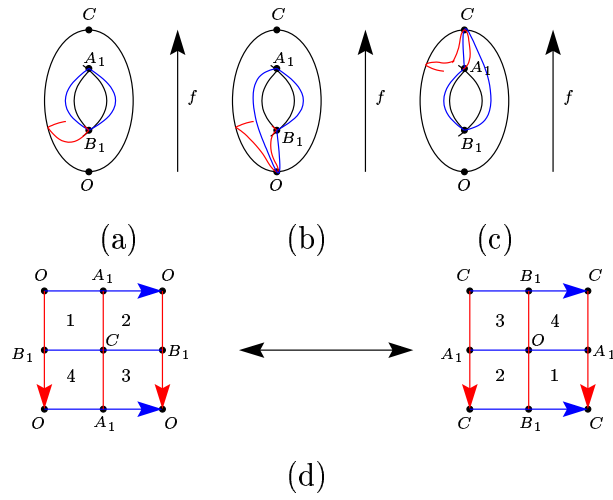 C C C
A₁ A₁ A₁
f f f
B₁ B₁ B₁
O O O
(a) (b) (c)
O A₁ O C B₁ C
1 2 3 4
B₁ C B₁ A₁ O A₁
4 3 2 1
O A₁ O C B₁ C
(d)